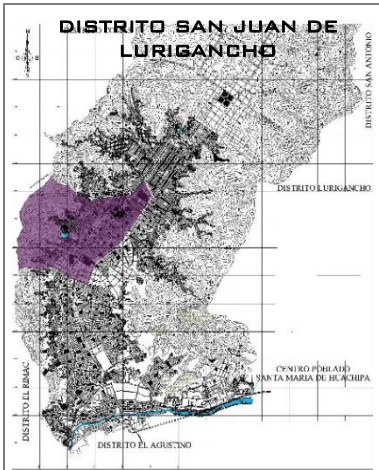 DISTRITO SAN JUAN DE
LURIGANCHO
DISTRITO SAN ANTONIO
DISTRITO LURIGANCHO
CENTRO POBLADO
SANTA MARIA DE HUACHIPA
DISTRITO EL RIMAC
DISTRITO EL AGUSTINO